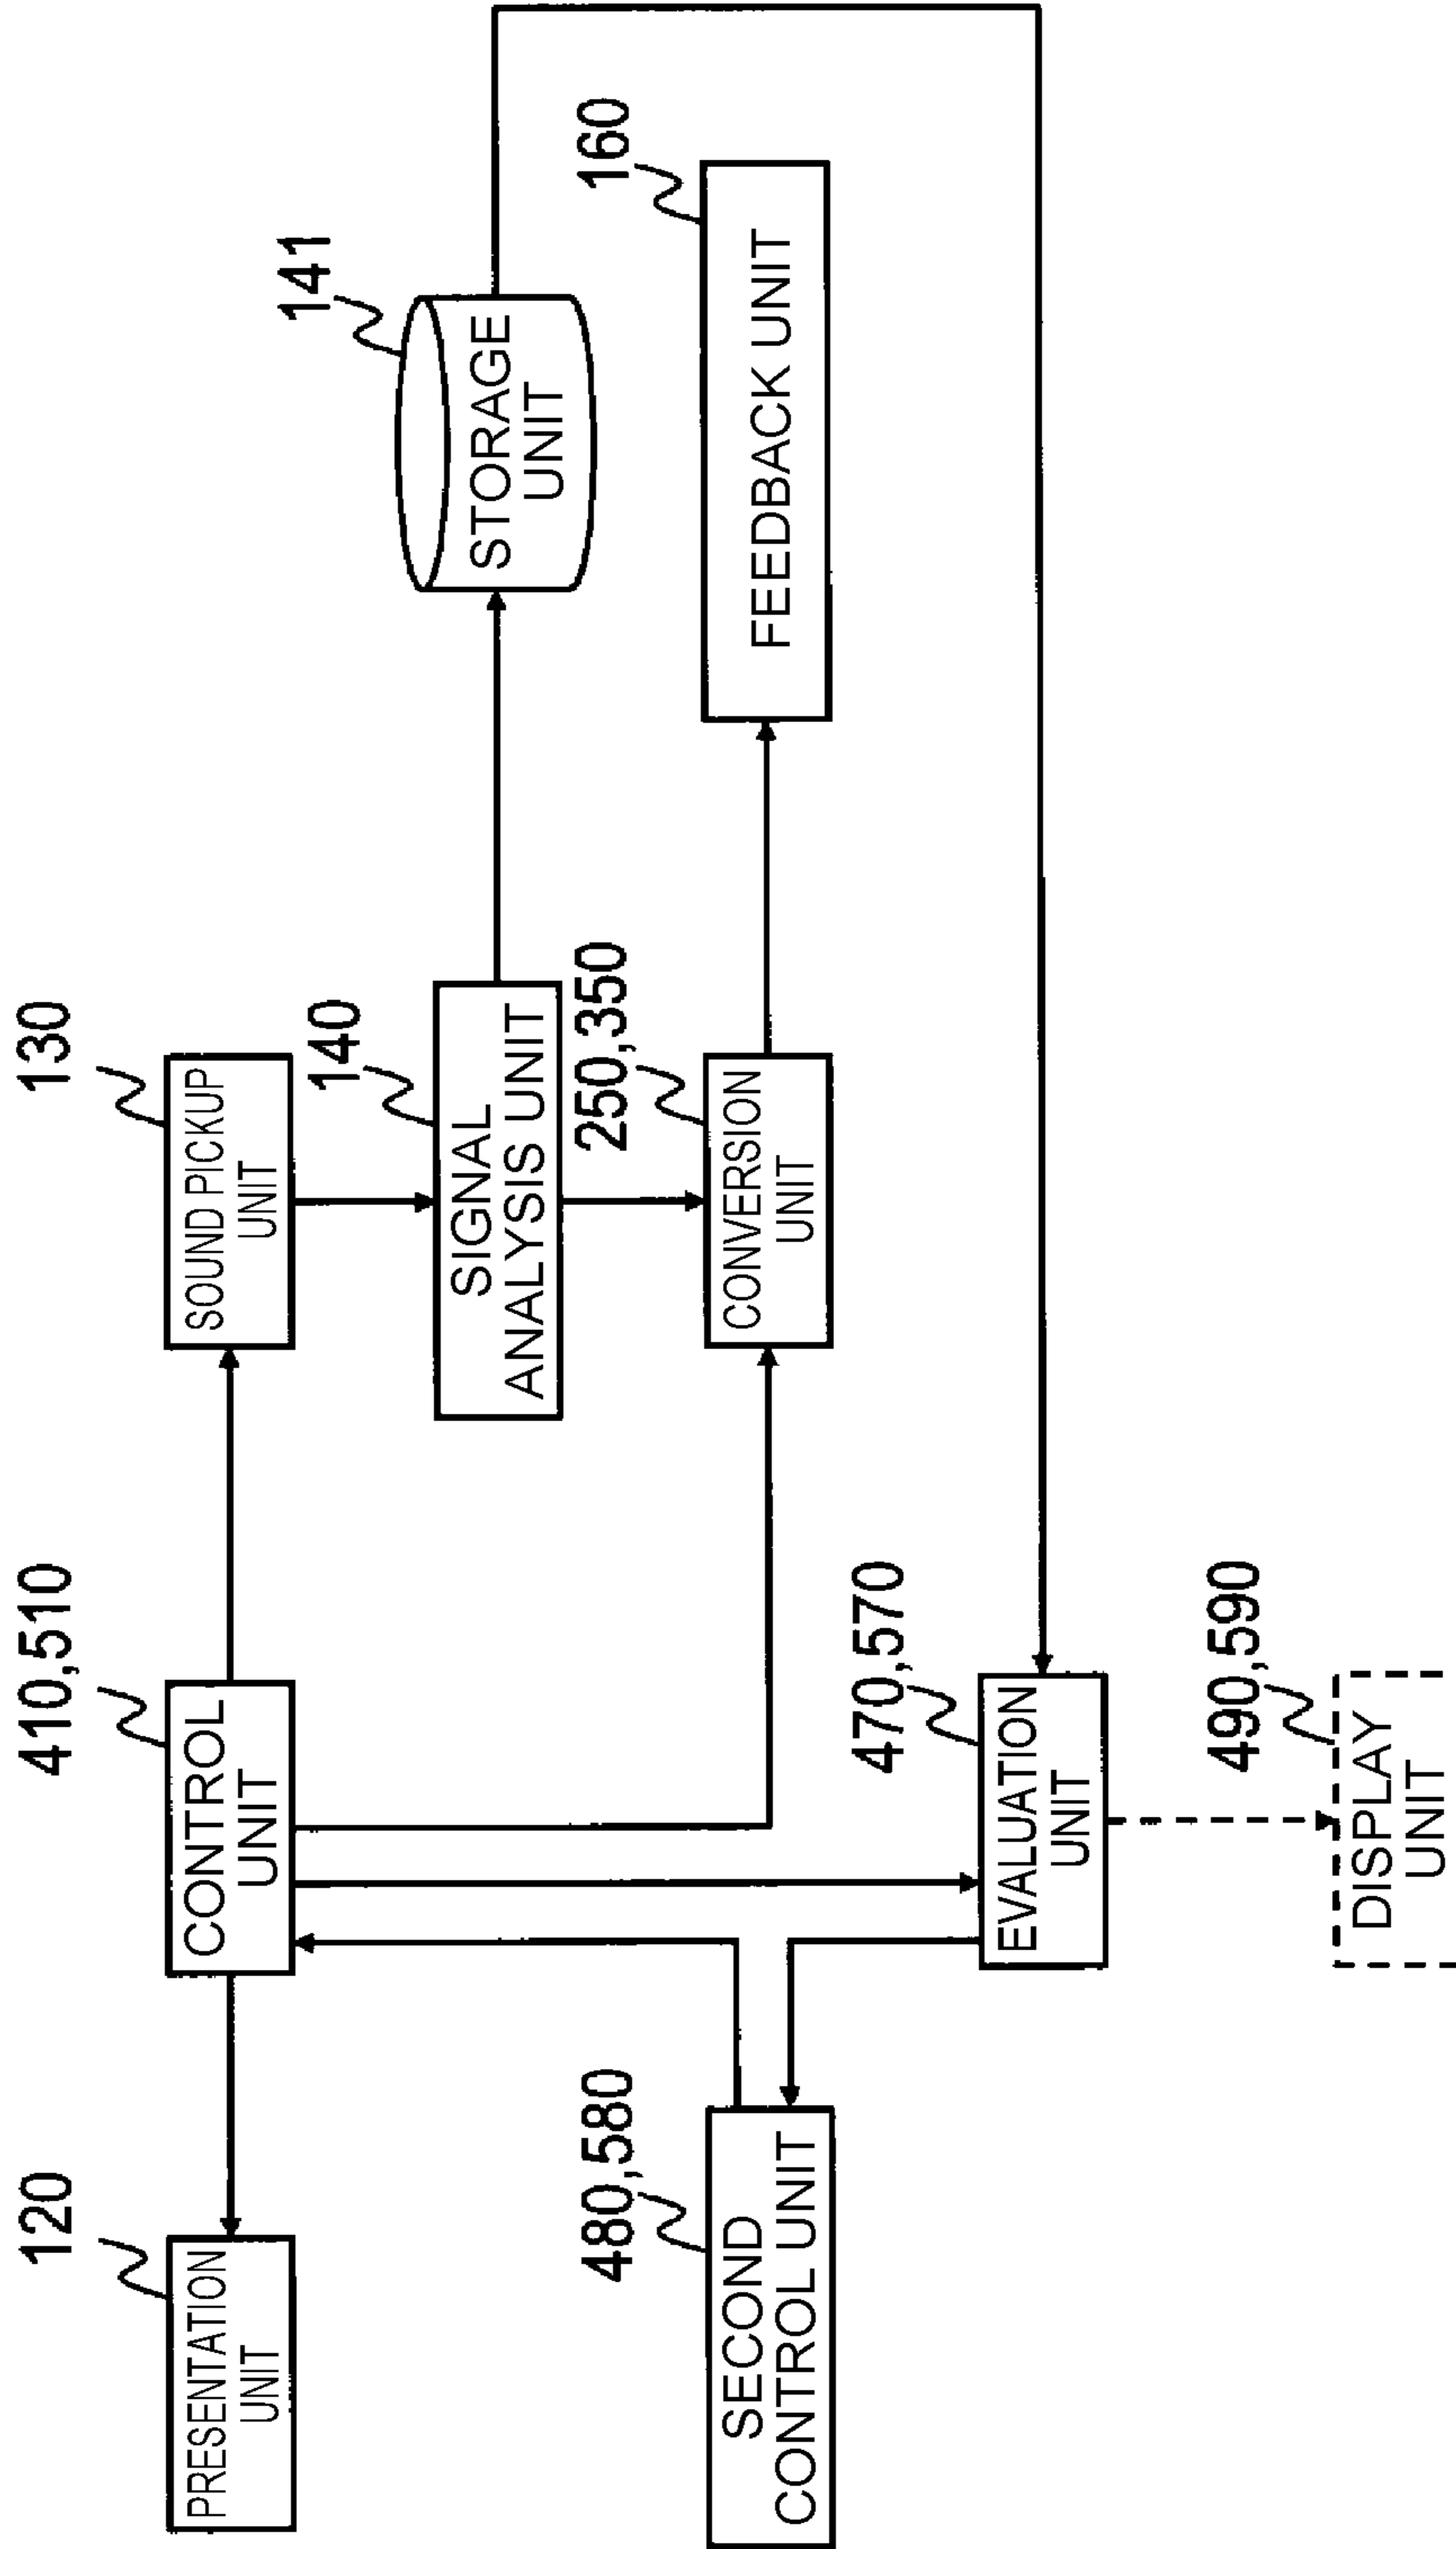 120
PRESENTATION
UNIT
410,510
CONTROL
UNIT
130
SOUND PICKUP
UNIT
140
SIGNAL
ANALYSIS UNIT
141
STORAGE
UNIT
480,580
SECOND
CONTROL UNIT
250,350
CONVERSION
UNIT
160
FEEDBACK UNIT
470,570
EVALUATION
UNIT
490,590
DISPLAY
UNIT